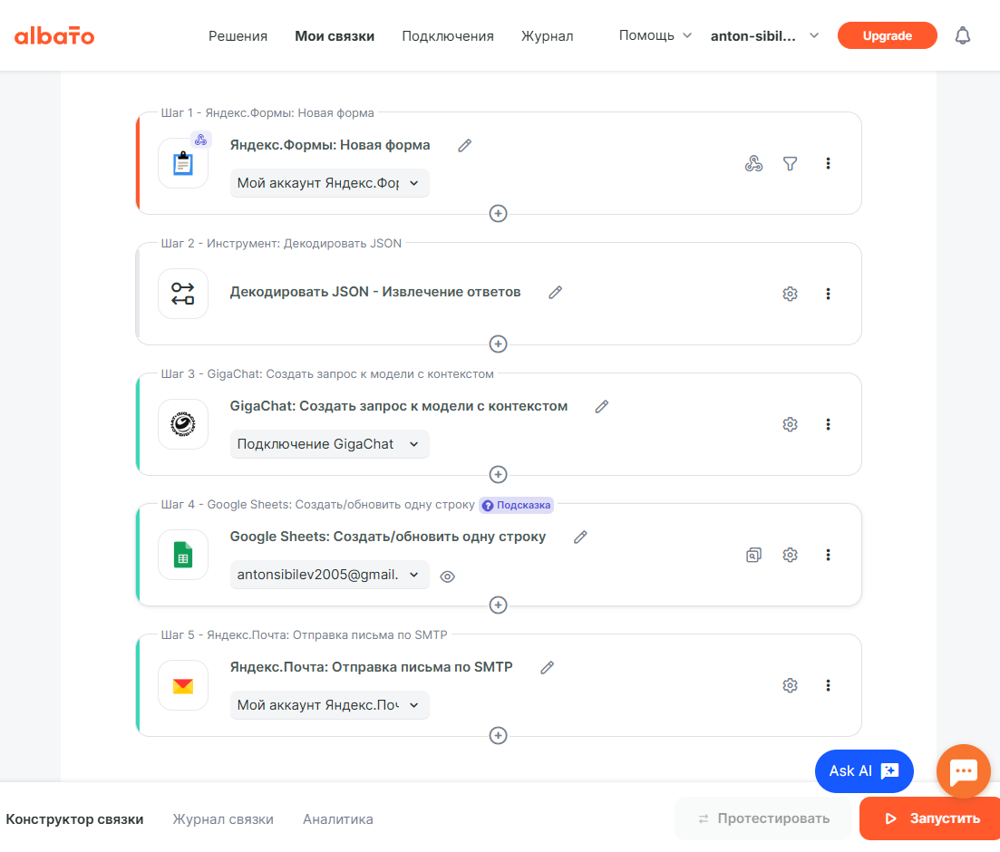 albato
Решения
Мои связки
Подключения
Журнал
Помощь
anton-sibil...
Upgrade
Шаг 1 - Яндекс.Формы: Новая форма
Яндекс.Формы: Новая форма
Мой аккаунт Яндекс.Фор
Шаг 2 - Инструмент: Декодировать JSON
Декодировать JSON - Извлечение ответов
Шаг 3 - GigaChat: Создать запрос к модели с контекстом
GigaChat: Создать запрос к модели с контекстом
Подключение GigaChat
Шаг 4 - Google Sheets: Создать/обновить одну строку
? Подсказка
Google Sheets: Создать/обновить одну строку
antonsibilev2005@gmail.
Шаг 5 - Яндекс.Почта: Отправка письма по SMTP
Яндекс.Почта: Отправка письма по SMTP
Мой аккаунт Яндекс.Поч
Ask AI
Конструктор связки
Журнал связки
Аналитика
Протестировать
Запустить